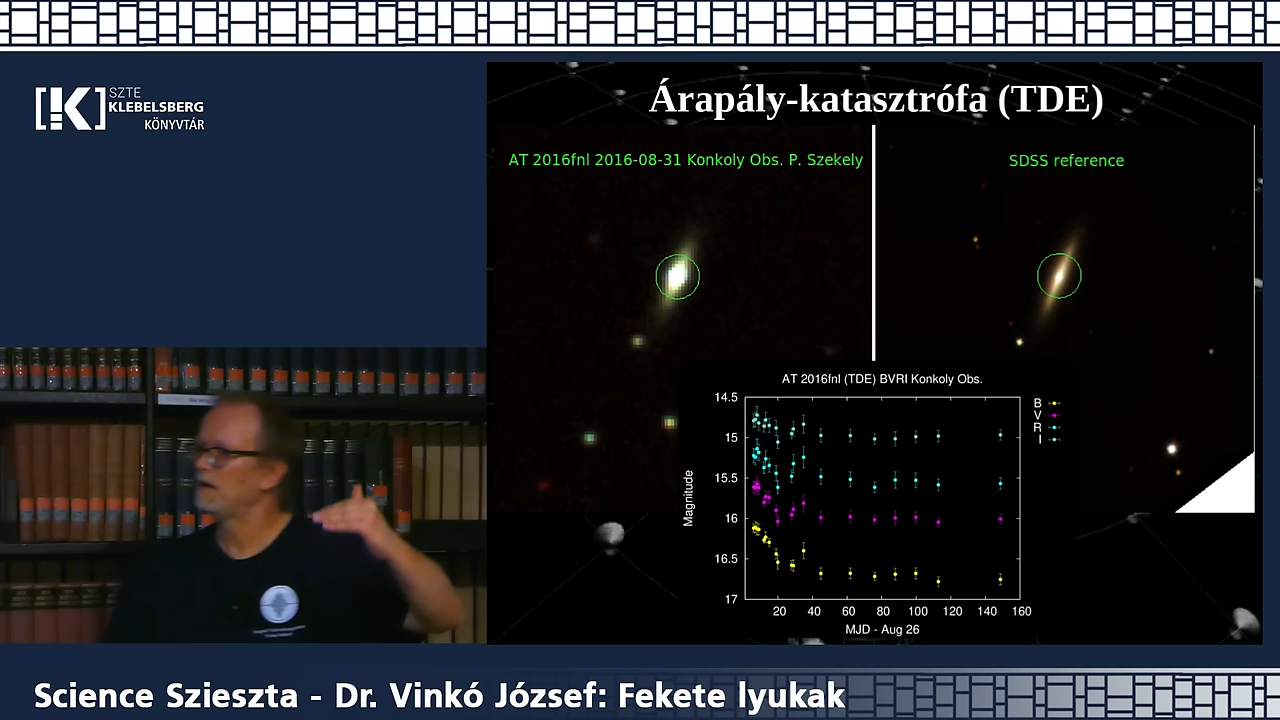 SZTE
KLEBELSBERG
KÖNYVTÁR
Árapály-katasztrófa (TDE)
AT 2016fnl 2016-08-31 Konkoly Obs. P. Szekely
SDSS reference
AT 2016fnl (TDE) BVRI Konkoly Obs.
B
V
R
I
14.5
15
15.5
16
16.5
17
Magnitude
20 40 60 80 100 120 140 160
MJD - Aug 26
Science Szieszta - Dr. Vinkó József: Fekete lyukak